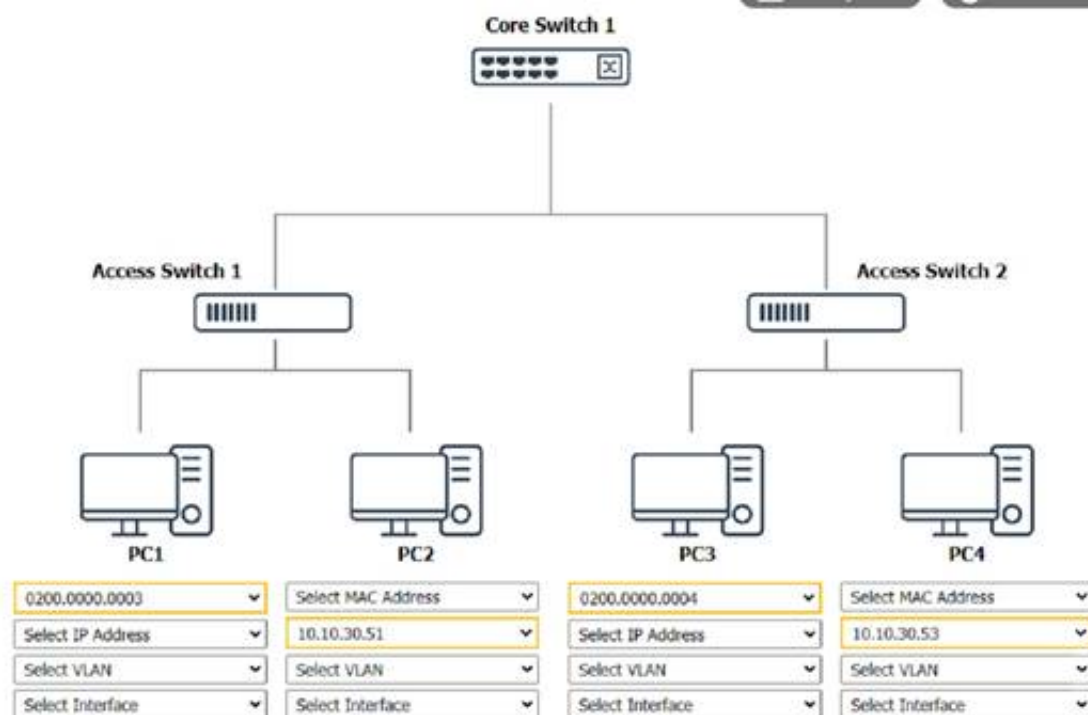 Core Switch 1
Access Switch 1
Access Switch 2
PC1
PC2
PC3
PC4
0200.0000.0003
Select MAC Address
0200.0000.0004
Select MAC Address
Select IP Address
10.10.30.51
Select IP Address
10.10.30.53
Select VLAN
Select VLAN
Select VLAN
Select VLAN
Select Interface
Select Interface
Select Interface
Select Interface